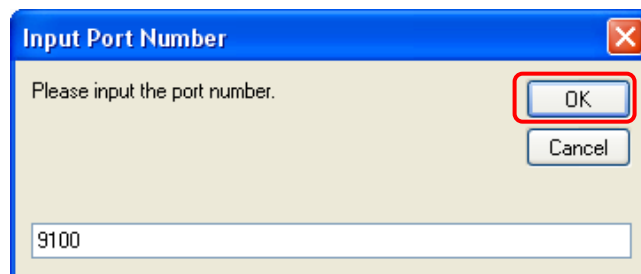 Input Port Number
Please input the port number.
OK
Cancel
9100